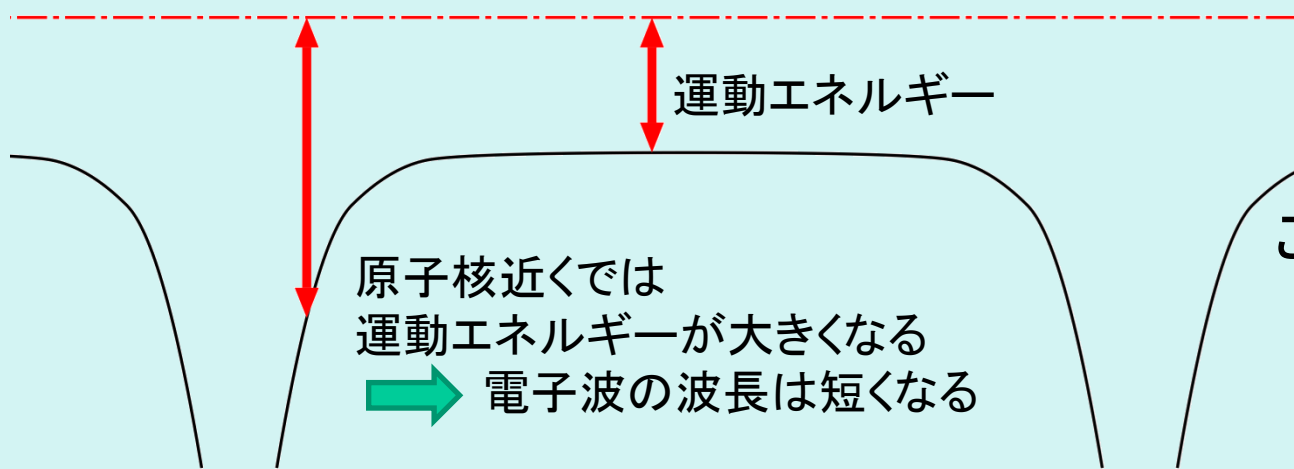 運動エネルギー
原子核近くでは
運動エネルギーが大きくなる
電子波の波長は短くなる